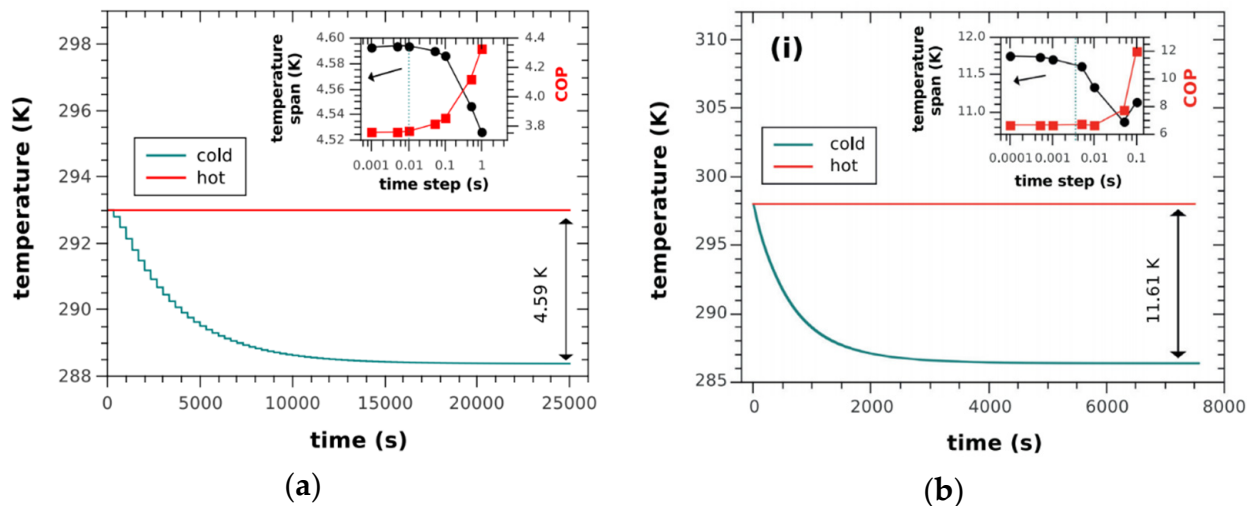 298
296
295
293
292
290
289
288
temperature (K)
0
5000
10000
15000
20000
25000
time (s)
cold
hot
4.59 K
4.60
4.58
4.56
4.54
4.52
temperature
span (K)
4.4
4.2
4.0
3.8
COP
0.001
0.01
0.1
1
time step (s)
(a)
(i)
310
305
300
295
290
285
temperature (K)
0
2000
4000
6000
8000
time (s)
cold
hot
11.61 K
12.0
11.5
11.0
temperature
span (K)
12
10
8
6
COP
0.0001
0.001
0.01
0.1
time step (s)
(b)